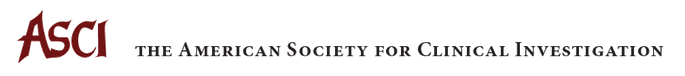 ASCI THE AMERICAN SOCIETY FOR CLINICAL INVESTIGATION